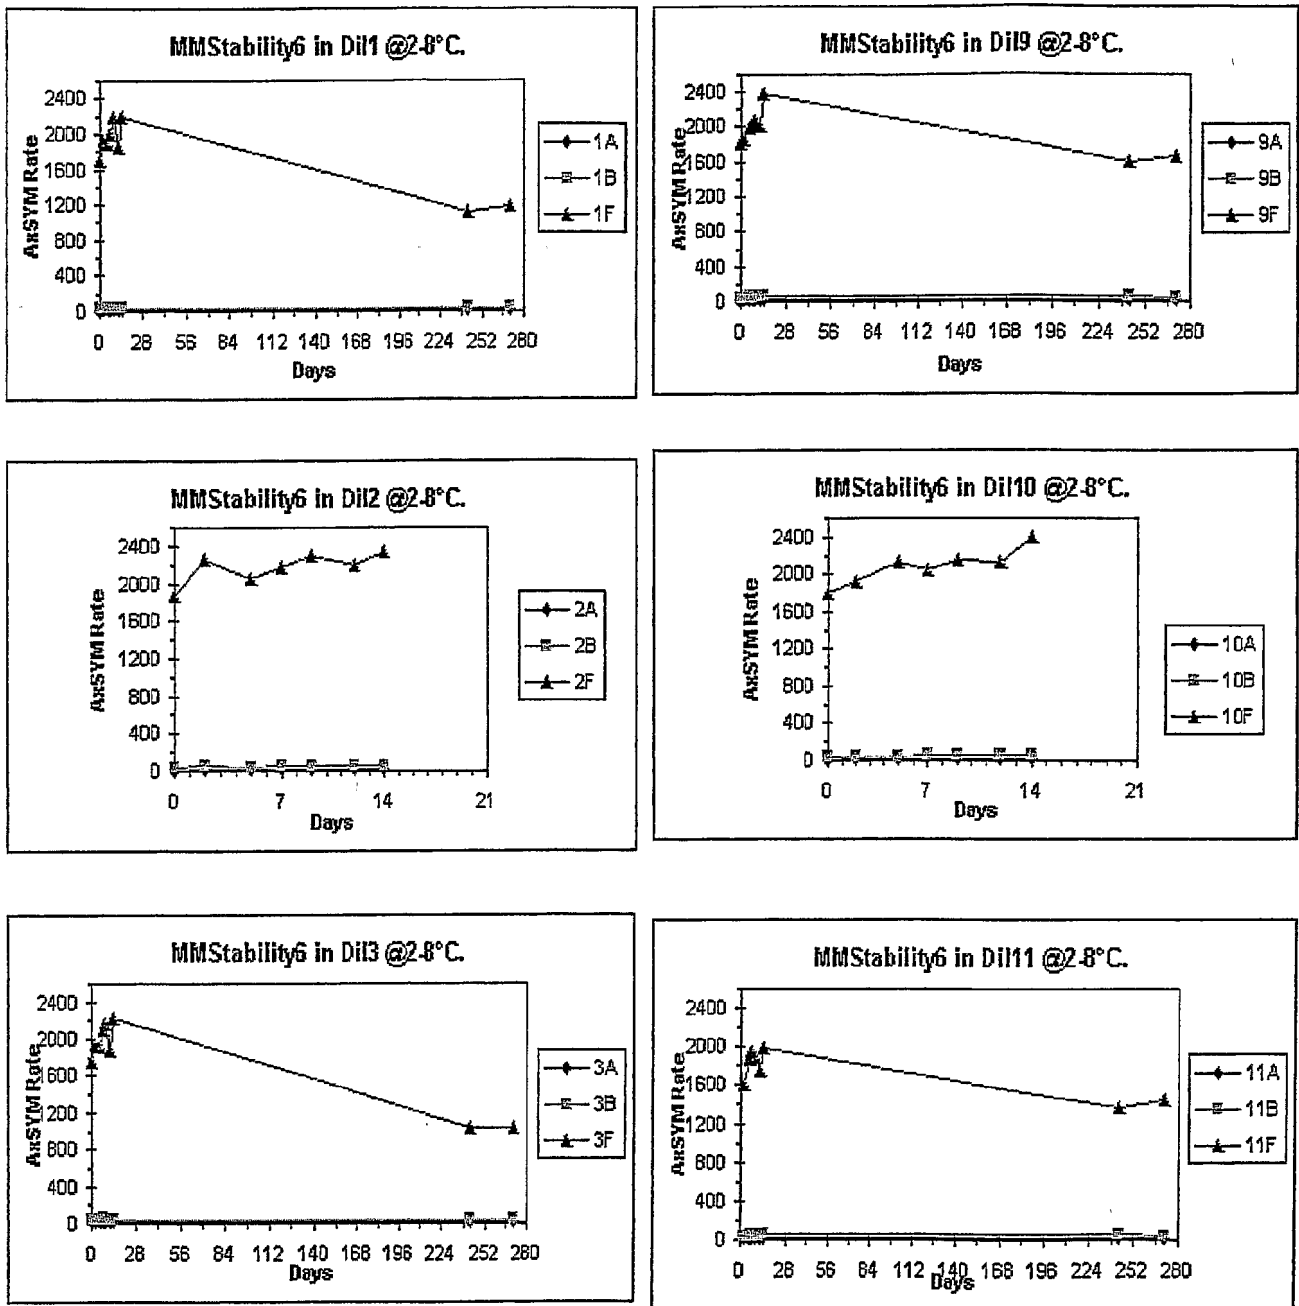 MMStability6 in Dil1 @2-8°C.
AxSYM Rate
2400
2000
1600
1200
800
400
0
0 28 56 84 112 140 168 196 224 252 280
Days
1A
1B
1F
MMStability6 in Dil9 @2-8°C.
AxSYM Rate
2400
2000
1600
1200
800
400
0
0 28 56 84 112 140 168 196 224 252 280
Days
9A
9B
9F
MMStability6 in Dil2 @2-8°C.
AxSYM Rate
2400
2000
1600
1200
800
400
0
0 7 14 21
Days
2A
2B
2F
MMStability6 in Dil10 @2-8°C.
AxSYM Rate
2400
2000
1600
1200
800
400
0
0 7 14 21
Days
10A
10B
10F
MMStability6 in Dil3 @2-8°C.
AxSYM Rate
2400
2000
1600
1200
800
400
0
0 28 56 84 112 140 168 196 224 252 280
Days
3A
3B
3F
MMStability6 in Dil11 @2-8°C.
AxSYM Rate
2400
2000
1600
1200
800
400
0
0 28 56 84 112 140 168 196 224 252 280
Days
11A
11B
11F